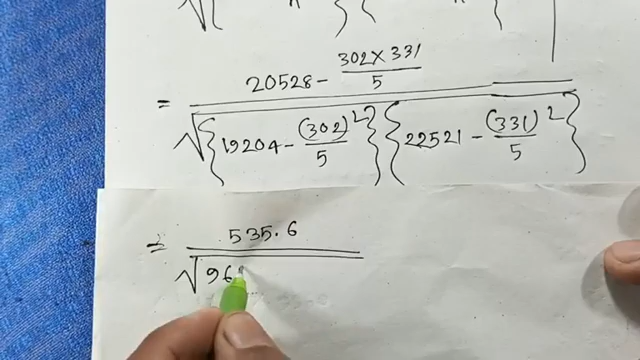 20528 - 302 × 331 / 5
= √{19204 - (302)² / 5}{22521 - (331)² / 5}
= 535.6
√96